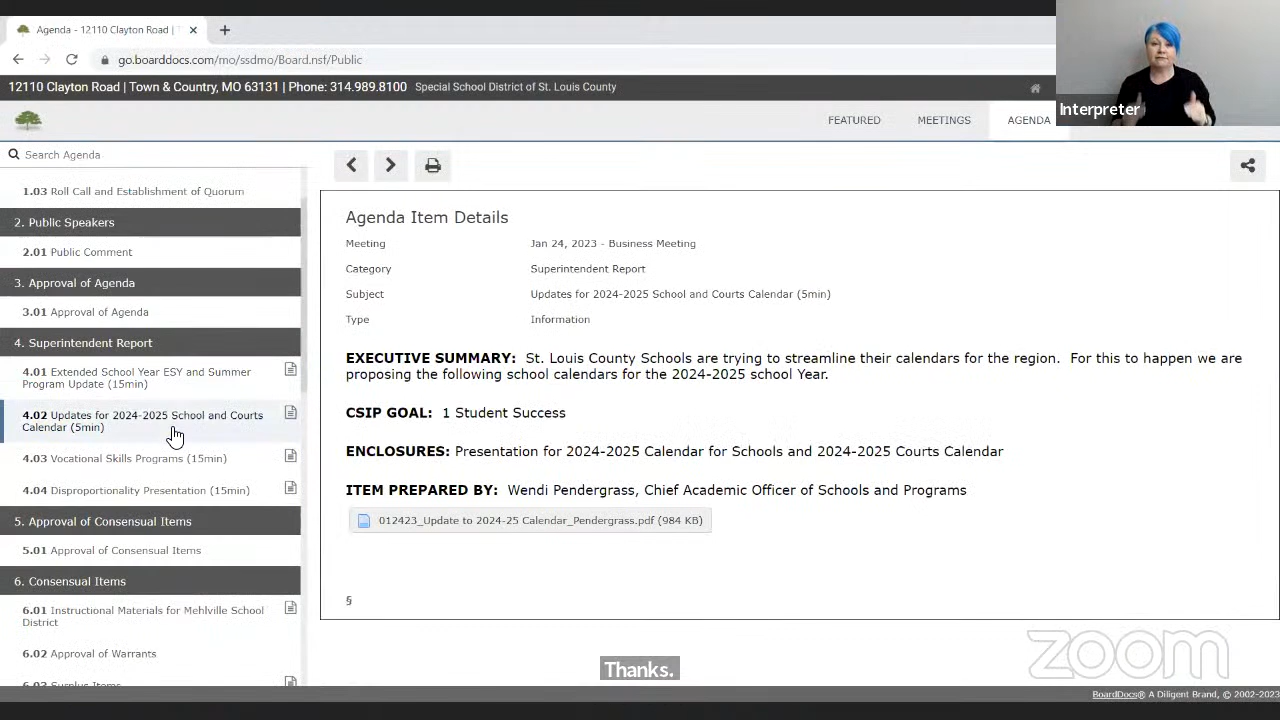 Agenda - 12110 Clayton Road |
go.boarddocs.com/mo/ssdmo/Board.nsf/Public
12110 Clayton Road | Town & Country, MO 63131 | Phone: 314.989.8100 Special School District of St. Louis County
Interpreter
FEATURED
MEETINGS
AGENDA
Search Agenda
1.03 Roll Call and Establishment of Quorum
2. Public Speakers
2.01 Public Comment
3. Approval of Agenda
3.01 Approval of Agenda
4. Superintendent Report
4.01 Extended School Year ESY and Summer
Program Update (15min)
4.02 Updates for 2024-2025 School and Courts
Calendar (5min)
4.03 Vocational Skills Programs (15min)
4.04 Disproportionality Presentation (15min)
5. Approval of Consensual Items
5.01 Approval of Consensual Items
6. Consensual Items
6.01 Instructional Materials for Mehlville School
District
6.02 Approval of Warrants
6.03 Surplus Items
Agenda Item Details
Meeting Jan 24, 2023 - Business Meeting
Category Superintendent Report
Subject Updates for 2024-2025 School and Courts Calendar (5min)
Type Information
EXECUTIVE SUMMARY: St. Louis County Schools are trying to streamline their calendars for the region. For this to happen we are
proposing the following school calendars for the 2024-2025 school Year.
CSIP GOAL: 1 Student Success
ENCLOSURES: Presentation for 2024-2025 Calendar for Schools and 2024-2025 Courts Calendar
ITEM PREPARED BY: Wendi Pendergrass, Chief Academic Officer of Schools and Programs
012423_Update to 2024-25 Calendar_Pendergrass.pdf (984 KB)
§
zoom
Thanks.
BoardDocs® A Diligent Brand, © 2002-2023